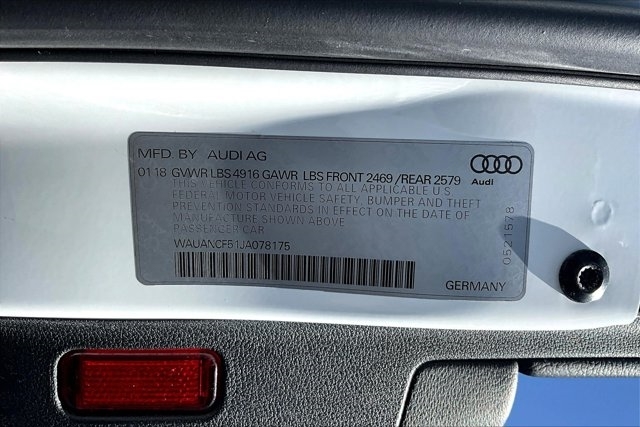 MFD. BY AUDI AG
01.18 GVWR LBS 4916 GAWR LBS FRONT 2469 /REAR 2579
THIS VEHICLE CONFORMS TO ALL APPLICABLE U S
FEDERAL MOTOR VEHICLE SAFETY, BUMPER AND THEFT
PREVENTION STANDARDS IN EFFECT ON THE DATE OF
MANUFACTURE SHOWN ABOVE
PASSENGER CAR
WAUANCF51JA078175
GERMANY
Audi
0521578